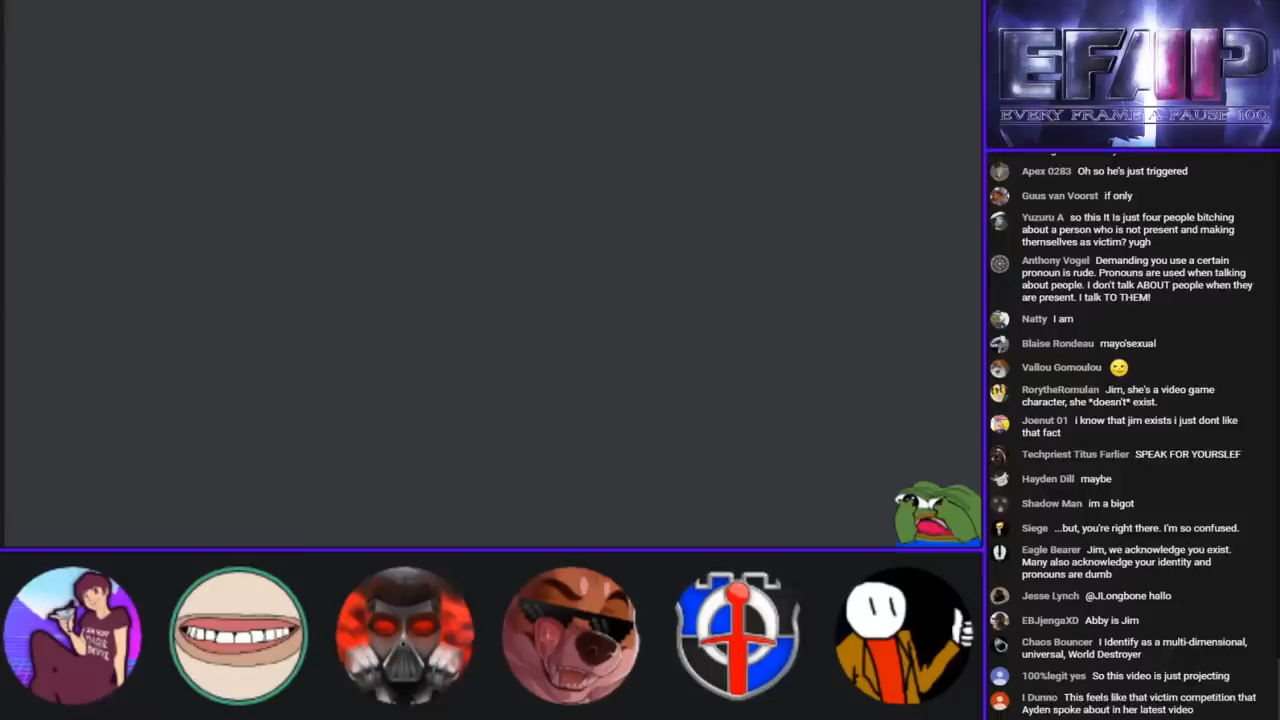 EFAP
EVERY FRAME A PAUSE 100
Apex 0283 Oh so he's just triggered
Guus van Voorst if only
Yuzuru A so this It Is just four people bitching
about a person who is not present and making
themsellves as victim? yugh
Anthony Vogel Demanding you use a certain
pronoun is rude. Pronouns are used when talking
about people. I don't talk ABOUT people when they
are present. I talk TO THEM!
Natty I am
Blaise Rondeau mayo'sexual
Vallou Gomoulou
RorytheRomulan Jim, she's a video game
character, she *doesn't* exist.
Joenut 01 i know that jim exists i just dont like
that fact
Techpriest Titus Farlier SPEAK FOR YOURSLEF
Hayden Dill maybe
Shadow Man im a bigot
Siege ...but, you're right there. I'm so confused.
Eagle Bearer Jim, we acknowledge you exist.
Many also acknowledge your identity and
pronouns are dumb
Jesse Lynch @JLongbone hallo
EBJjengaXD Abby is Jim
Chaos Bouncer I Identify as a multi-dimensional,
universal, World Destroyer
100%legit yes So this video is just projecting
I Dunno This feels like that victim competition that
Ayden spoke about in her latest video